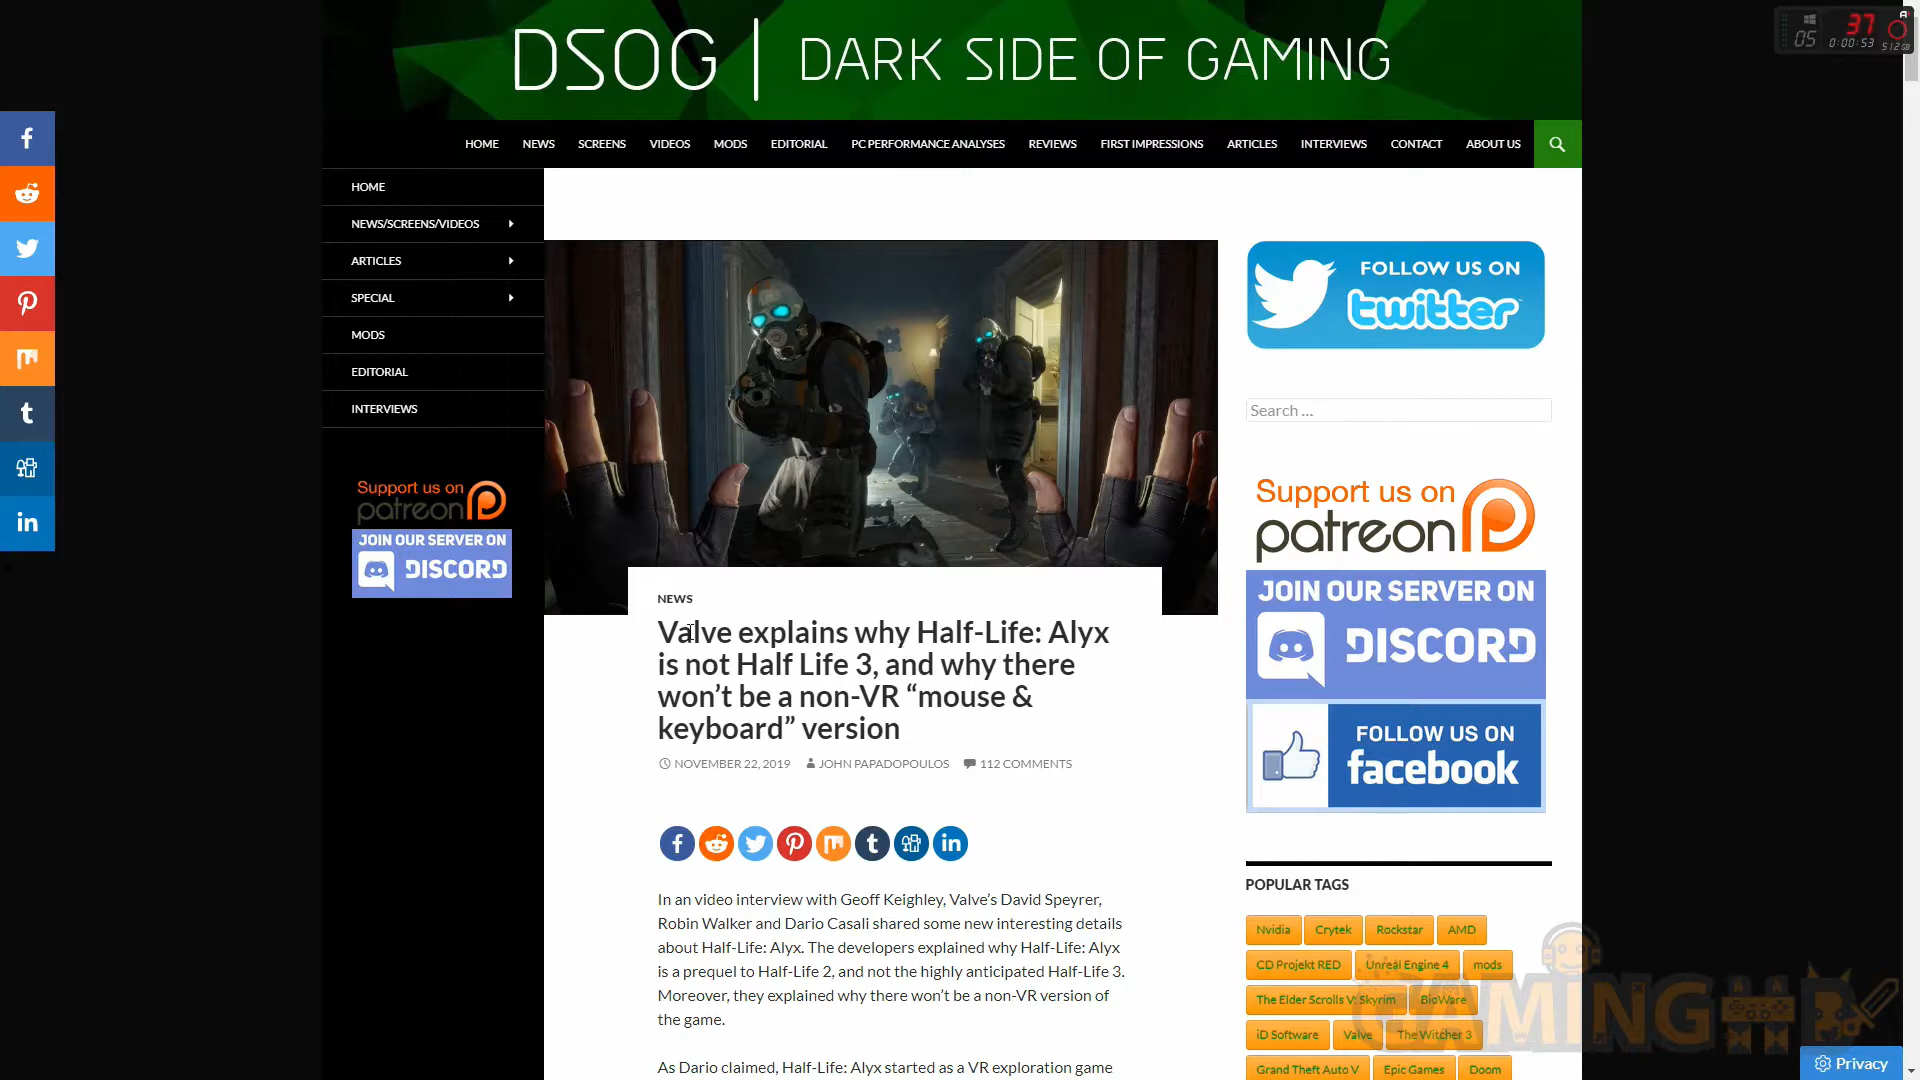 DSOG | DARK SIDE OF GAMING
37
05
0:00:53
512GB
HOME NEWS SCREENS VIDEOS MODS EDITORIAL PC PERFORMANCE ANALYSES REVIEWS FIRST IMPRESSIONS ARTICLES INTERVIEWS CONTACT ABOUT US
HOME
NEWS/SCREENS/VIDEOS
ARTICLES
SPECIAL
MODS
EDITORIAL
INTERVIEWS
Support us on
patreon
JOIN OUR SERVER ON
DISCORD
NEWS
Valve explains why Half-Life: Alyx
is not Half Life 3, and why there
won’t be a non-VR “mouse &
keyboard” version
NOVEMBER 22, 2019 JOHN PAPADOPOULOS 112 COMMENTS
In an video interview with Geoff Keighley, Valve’s David Speyrer,
Robin Walker and Dario Casali shared some new interesting details
about Half-Life: Alyx. The developers explained why Half-Life: Alyx
is a prequel to Half-Life 2, and not the highly anticipated Half-Life 3.
Moreover, they explained why there won’t be a non-VR version of
the game.
As Dario claimed, Half-Life: Alyx started as a VR exploration game
FOLLOW US ON
twitter
Search ...
Support us on
patreon
JOIN OUR SERVER ON
DISCORD
FOLLOW US ON
facebook
POPULAR TAGS
Nvidia Crytek Rockstar AMD
CD Projekt RED Unreal Engine 4 mods
The Elder Scrolls V: Skyrim BioWare
iD Software Valve The Witcher 3
Grand Theft Auto V Epic Games Doom
GAMING
Privacy